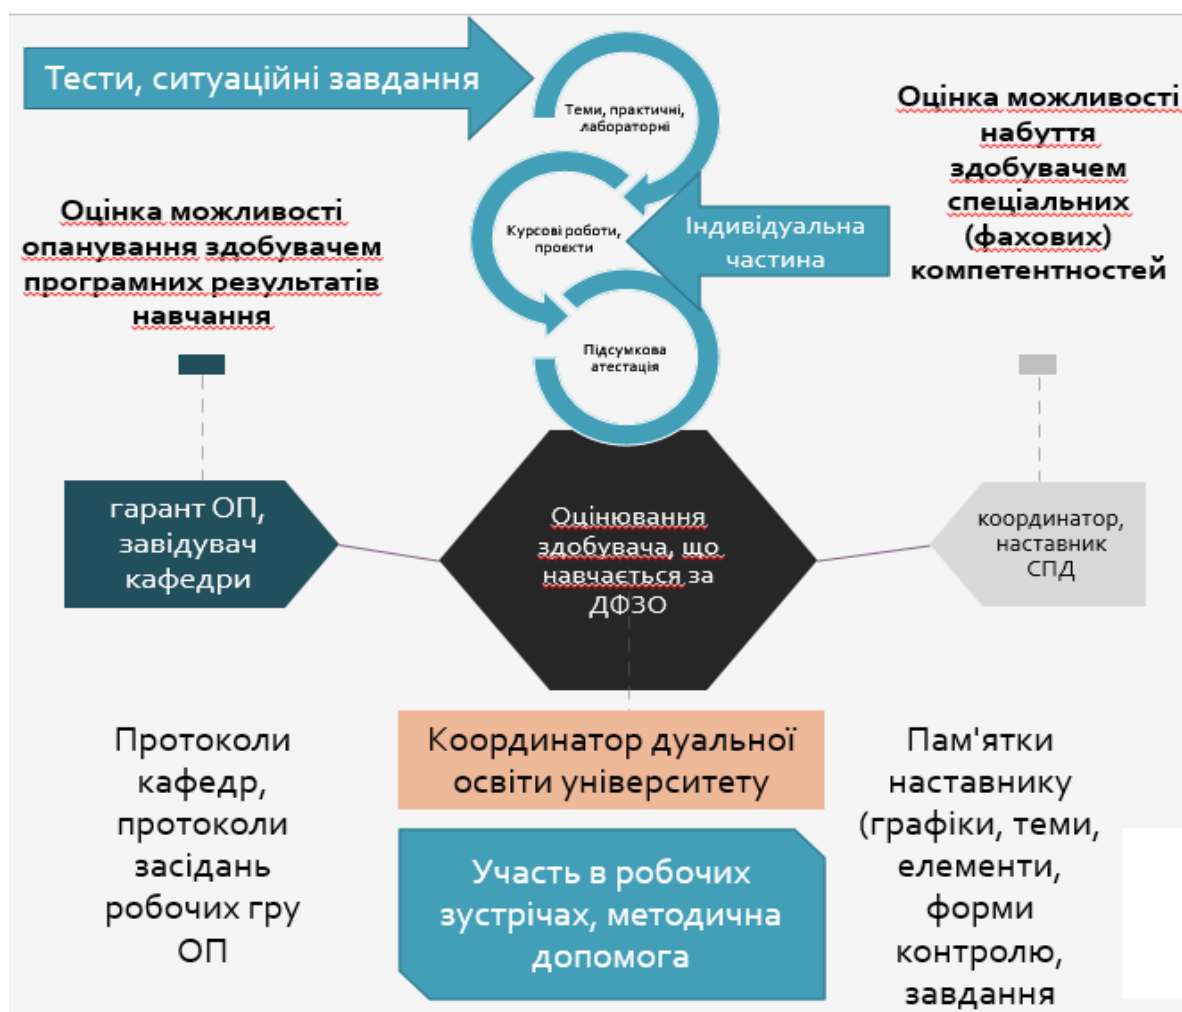 Тести, ситуаційні завдання
Теми, практичні,
лабораторні
Оцінка можливості
набуття
здобувачем
спеціальних
(фахових)
компетентностей
Оцінка можливості
опанування здобувачем
програмних результатів
навчання
Курсові роботи,
проєкти
Індивідуальна
частина
Підсумкова
атестація
гарант ОП,
завідувач
кафедри
Оцінювання
здобувача, що
навчається за
ДФЗО
координатор,
наставник
СПД
Протоколи
кафедр,
протоколи
засідань
робочих гру
ОП
Координатор дуальної
освіти університету
Участь в робочих
зустрічах, методична
допомога
Пам'ятки
наставнику
(графіки, теми,
елементи,
форми
контролю,
завдання